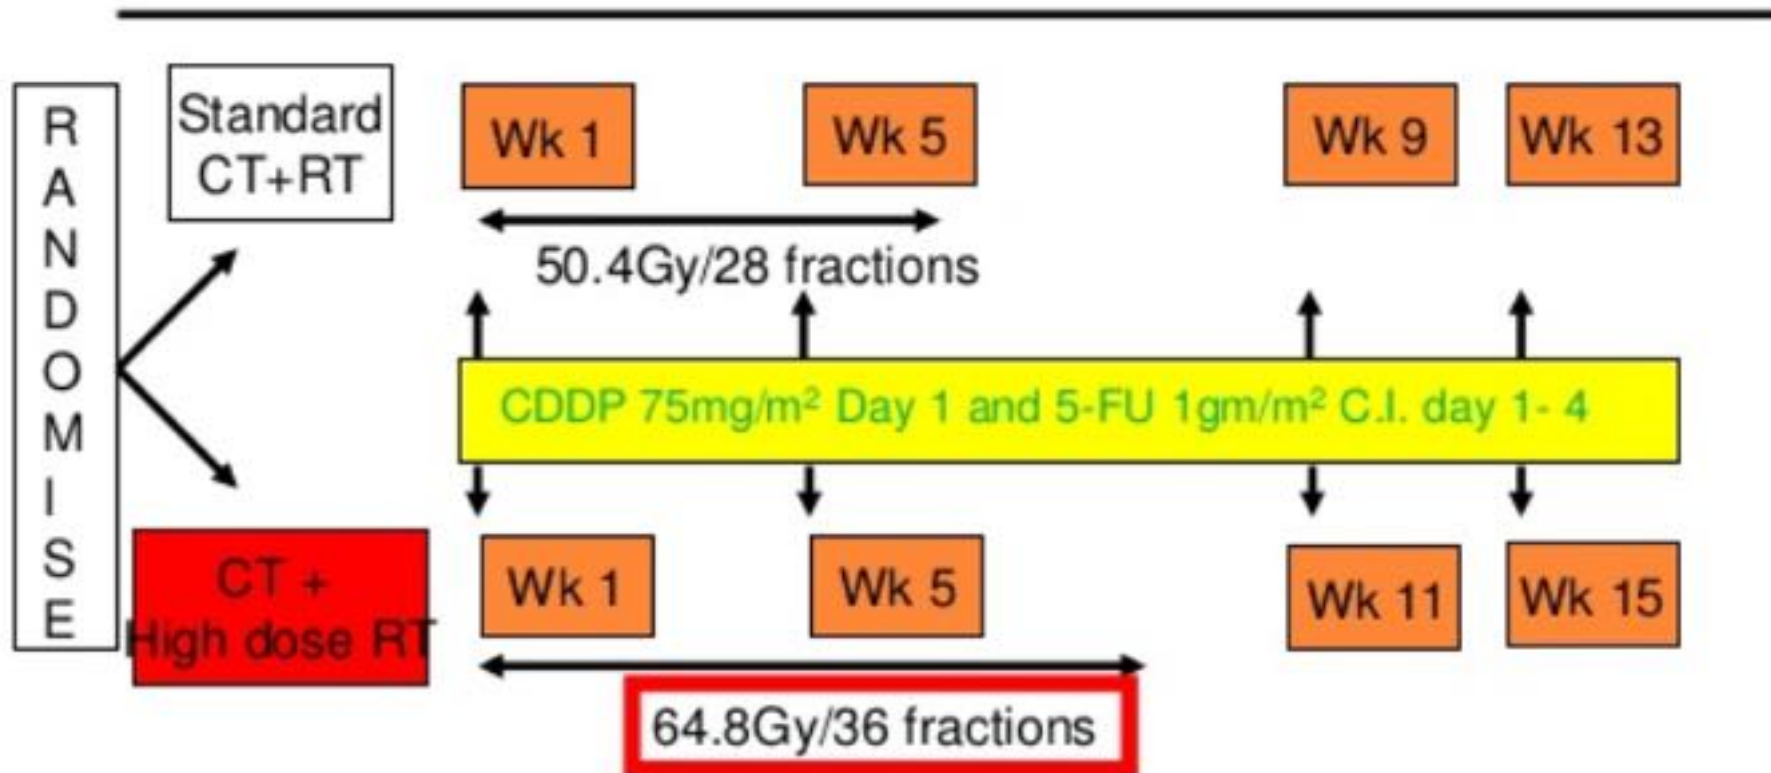 RANDOMISE
Standard
CT+RT
Wk 1
Wk 5
Wk 9
Wk 13
50.4Gy/28 fractions
CDDP 75mg/m² Day 1 and 5-FU 1gm/m² C.I. day 1- 4
CT +
High dose RT
Wk 1
Wk 5
Wk 11
Wk 15
64.8Gy/36 fractions